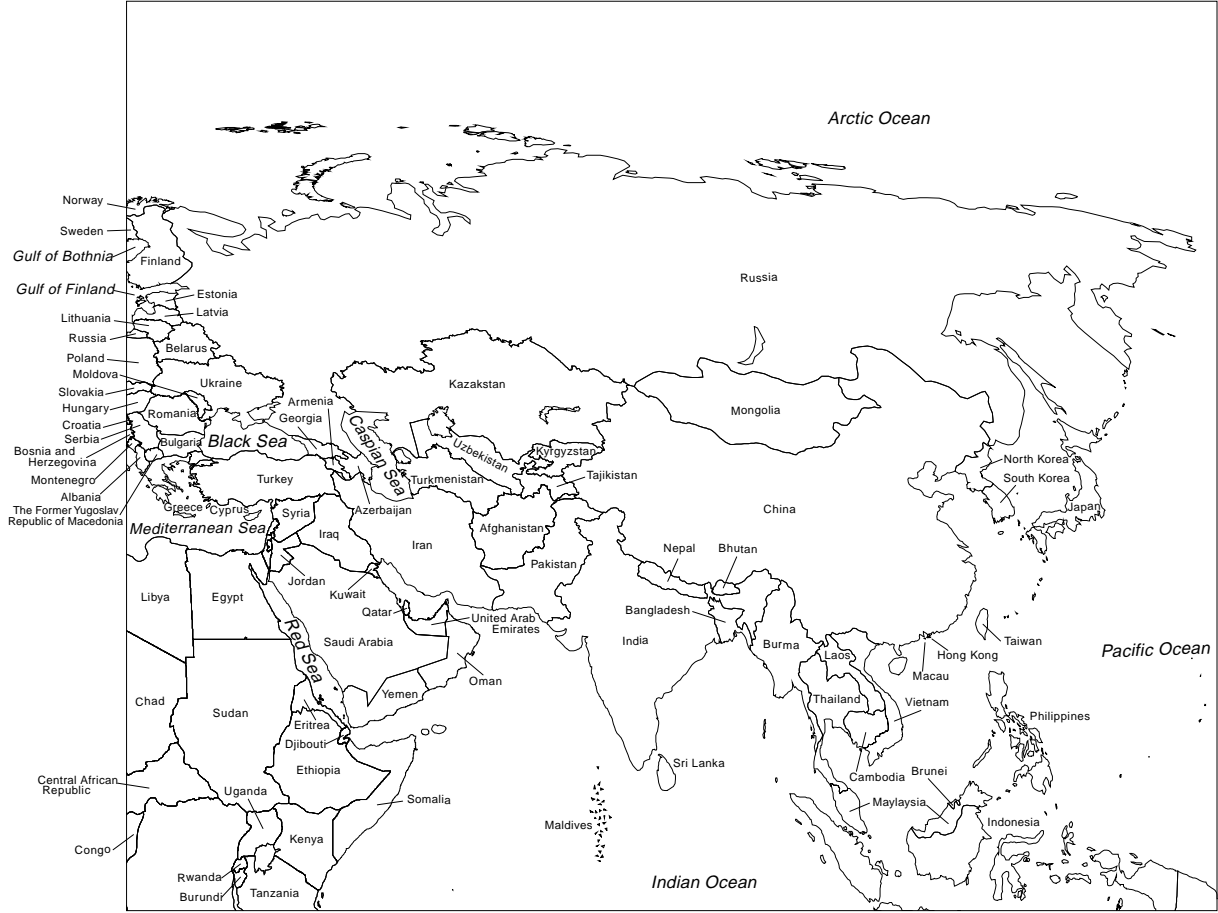 Arctic Ocean
Norway
Sweden
Gulf of Bothnia
Finland
Russia
Gulf of Finland
Estonia
Latvia
Lithuania
Russia
Belarus
Poland
Moldova
Ukraine
Kazakstan
Slovakia
Armenia
Hungary
Romania
Georgia
Mongolia
Croatia
Serbia
Bulgaria
Black Sea
Caspian Sea
Uzbekistan
Kyrgyzstan
Bosnia and
Herzegovina
North Korea
Montenegro
Turkey
Turkmenistan
Tajikistan
South Korea
Albania
Greece
Cyprus
Azerbaijan
China
Japan
The Former Yugoslav
Republic of Macedonia
Syria
Mediterranean Sea
Iraq
Iran
Afghanistan
Nepal
Bhutan
Pakistan
Jordan
Kuwait
Libya
Egypt
Qatar
Bangladesh
United Arab
Emirates
Red Sea
Saudi Arabia
India
Burma
Taiwan
Laos
Hong Kong
Pacific Ocean
Oman
Macau
Chad
Yemen
Thailand
Vietnam
Sudan
Eritrea
Philippines
Djibouti
Ethiopia
Sri Lanka
Cambodia
Brunei
Central African
Republic
Uganda
Somalia
Maylaysia
Maldives
Indonesia
Kenya
Congo
Rwanda
Indian Ocean
Burundi
Tanzania